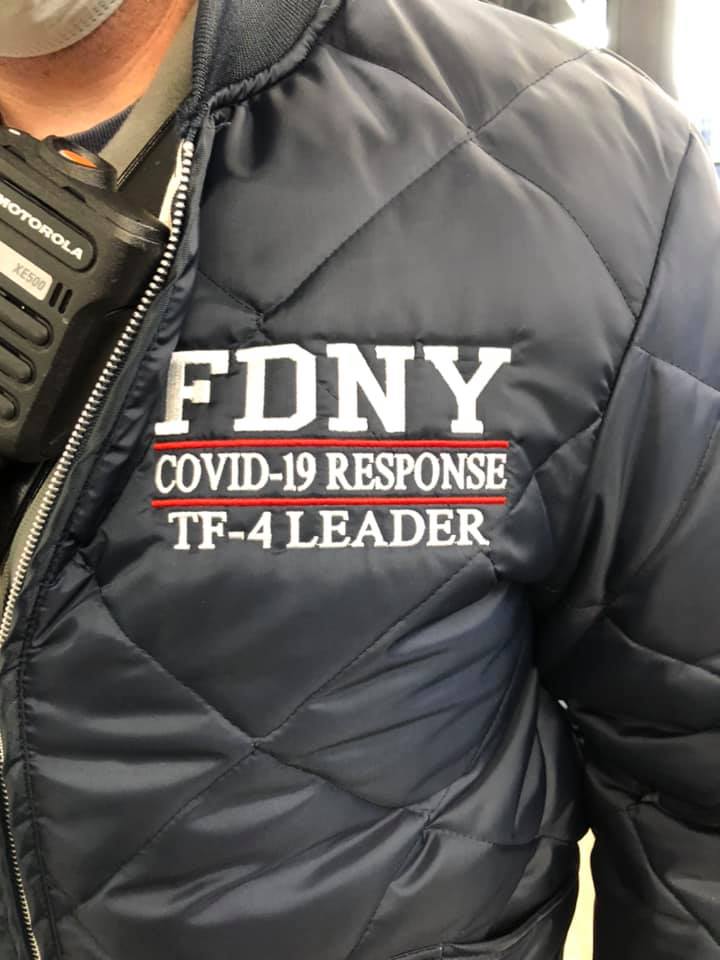 MOTOROLA
XE500
FDNY
COVID-19 RESPONSE
TF-4 LEADER